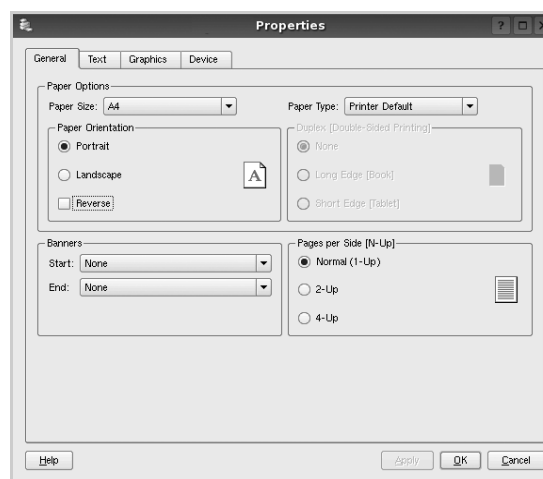 Properties
General Text Graphics Device
Paper Options
Paper Size: A4 Paper Type: Printer Default
Paper Orientation
Portrait
Landscape
Reverse
A
Duplex [Double-Sided Printing]
None
Long Edge [Book]
Short Edge [Tablet]
Banners
Start: None
End: None
Pages per Side [N-Up]
Normal (1-Up)
2-Up
4-Up
Help Apply OK Cancel